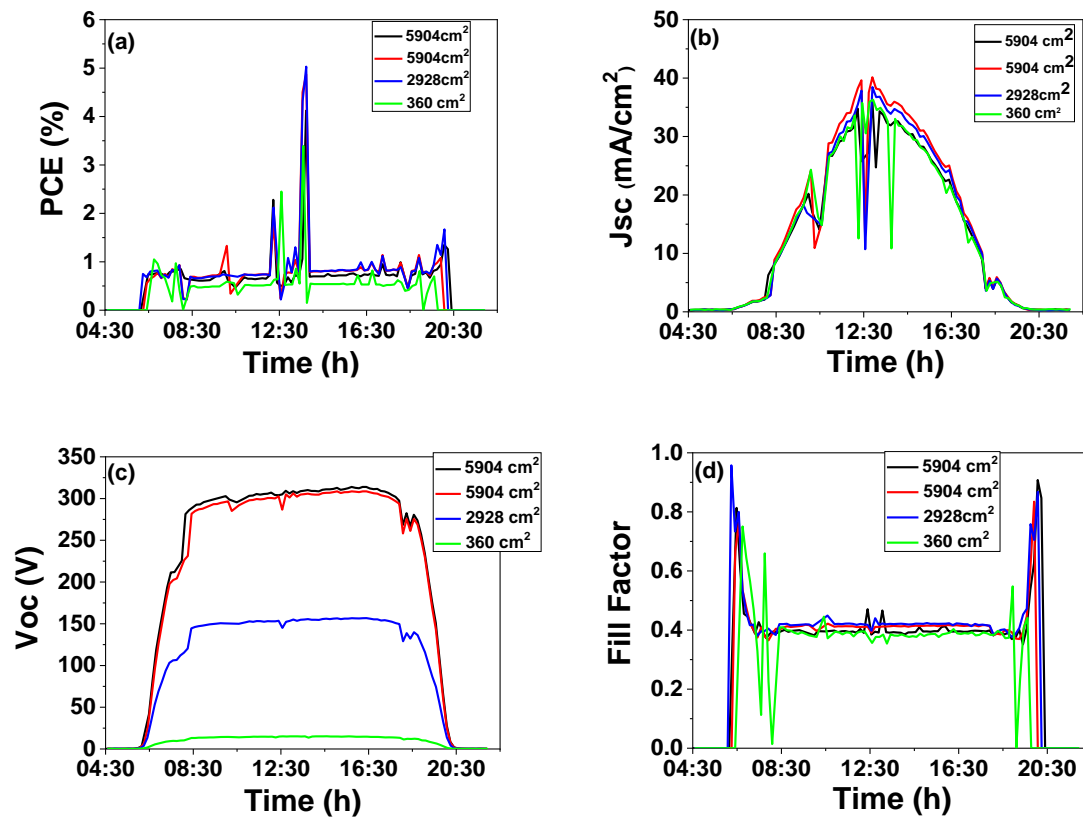 (a)
5904cm²
5904cm²
2928cm²
360 cm²
6
5
4
3
2
1
0
PCE (%)
04:30 08:30 12:30 16:30 20:30
Time (h)
(b)
5904 cm²
5904 cm²
2928cm²
360 cm²
50
40
30
20
10
0
Jsc (mA/cm²)
04:30 08:30 12:30 16:30 20:30
Time (h)
(c)
5904 cm²
5904 cm²
2928 cm²
360 cm²
350
300
250
200
150
100
50
0
Voc (V)
04:30 08:30 12:30 16:30 20:30
Time (h)
(d)
5904 cm²
5904 cm²
2928cm²
360 cm²
1.0
0.8
0.6
0.4
0.2
0.0
Fill Factor
04:30 08:30 12:30 16:30 20:30
Time (h)